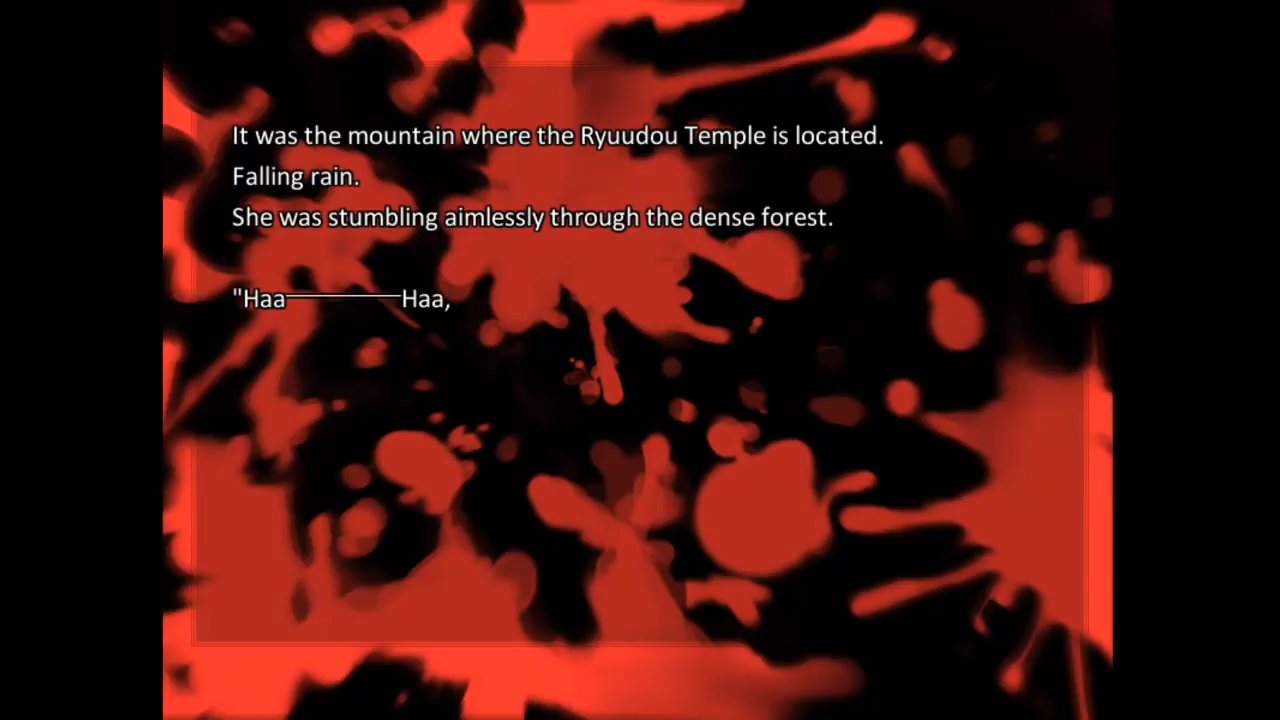 It was the mountain where the Ryuudou Temple is located.
Falling rain.
She was stumbling aimlessly through the dense forest.
"Haa――――Haa,